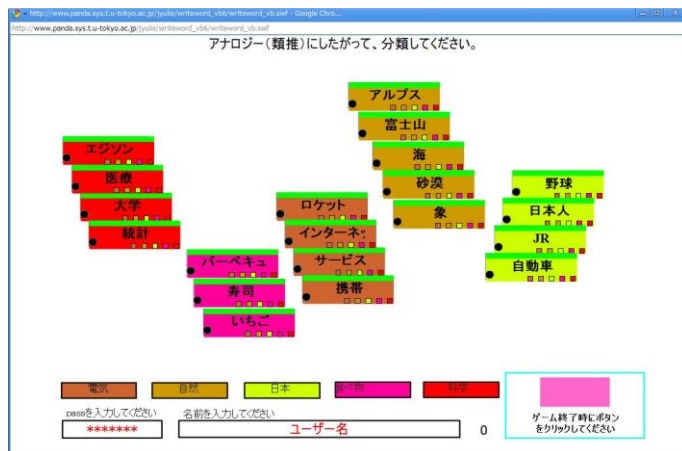 http://www.panda.sys.t.u-tokyo.ac.jp/jyulis/writeword_vb6/writeword_vb.swf - Google Chro...
http://www.panda.sys.t.u-tokyo.ac.jp/jyulis/writeword_vb6/writeword_vb.swf
アナロジー（類推）にしたがって、分類してください。
アルプス
富士山
海
砂漠
象
エジソン
医療
大学
統計
ロケット
インターネッ
サービス
携帯
野球
日本人
JR
自動車
バーベキュ
寿司
いちご
電気
自然
日本
食べ物
科学
passを入力してください
名前を入力してください
*******
ユーザー名
0
ゲーム終了時にボタン
をクリックしてください